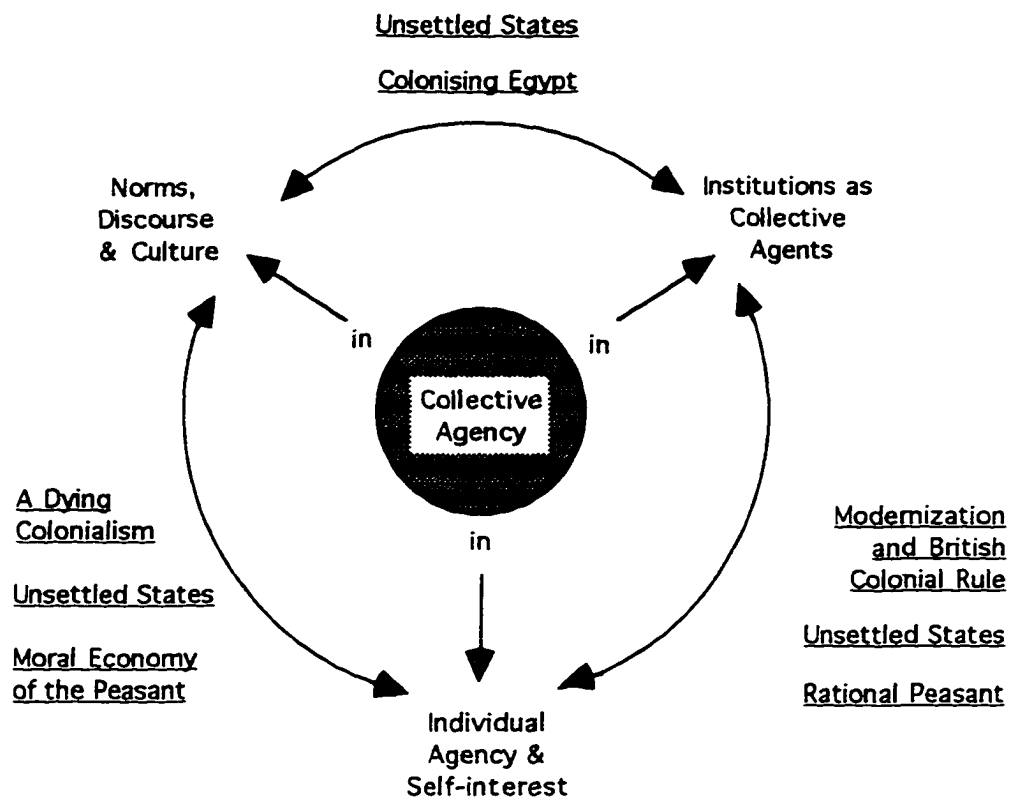 Unsettled States
Colonising Egypt
Norms,
Discourse
& Culture
Institutions as
Collective
Agents
in
in
Collective
Agency
in
A Dying
Colonialism
Unsettled States
Moral Economy
of the Peasant
Modernization
and British
Colonial Rule
Unsettled States
Rational Peasant
Individual
Agency &
Self-interest